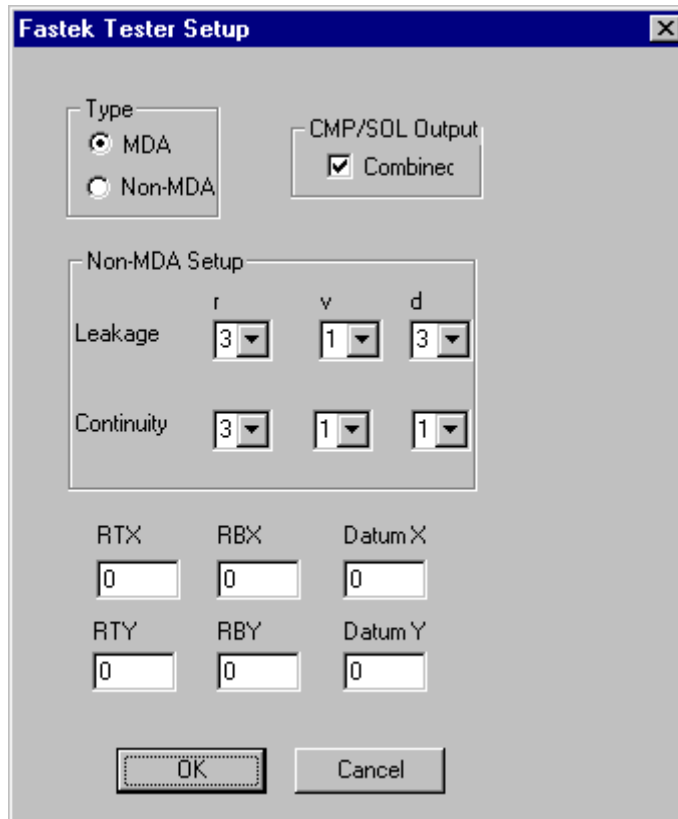 Fastek Tester Setup
Type
MDA
Non-MDA
CMP/SOL Output
Combinec
Non-MDA Setup
r v d
Leakage 3 1 3
Continuity 3 1 1
RTX RBX Datum X
0 0 0
RTY RBY Datum Y
0 0 0
OK Cancel